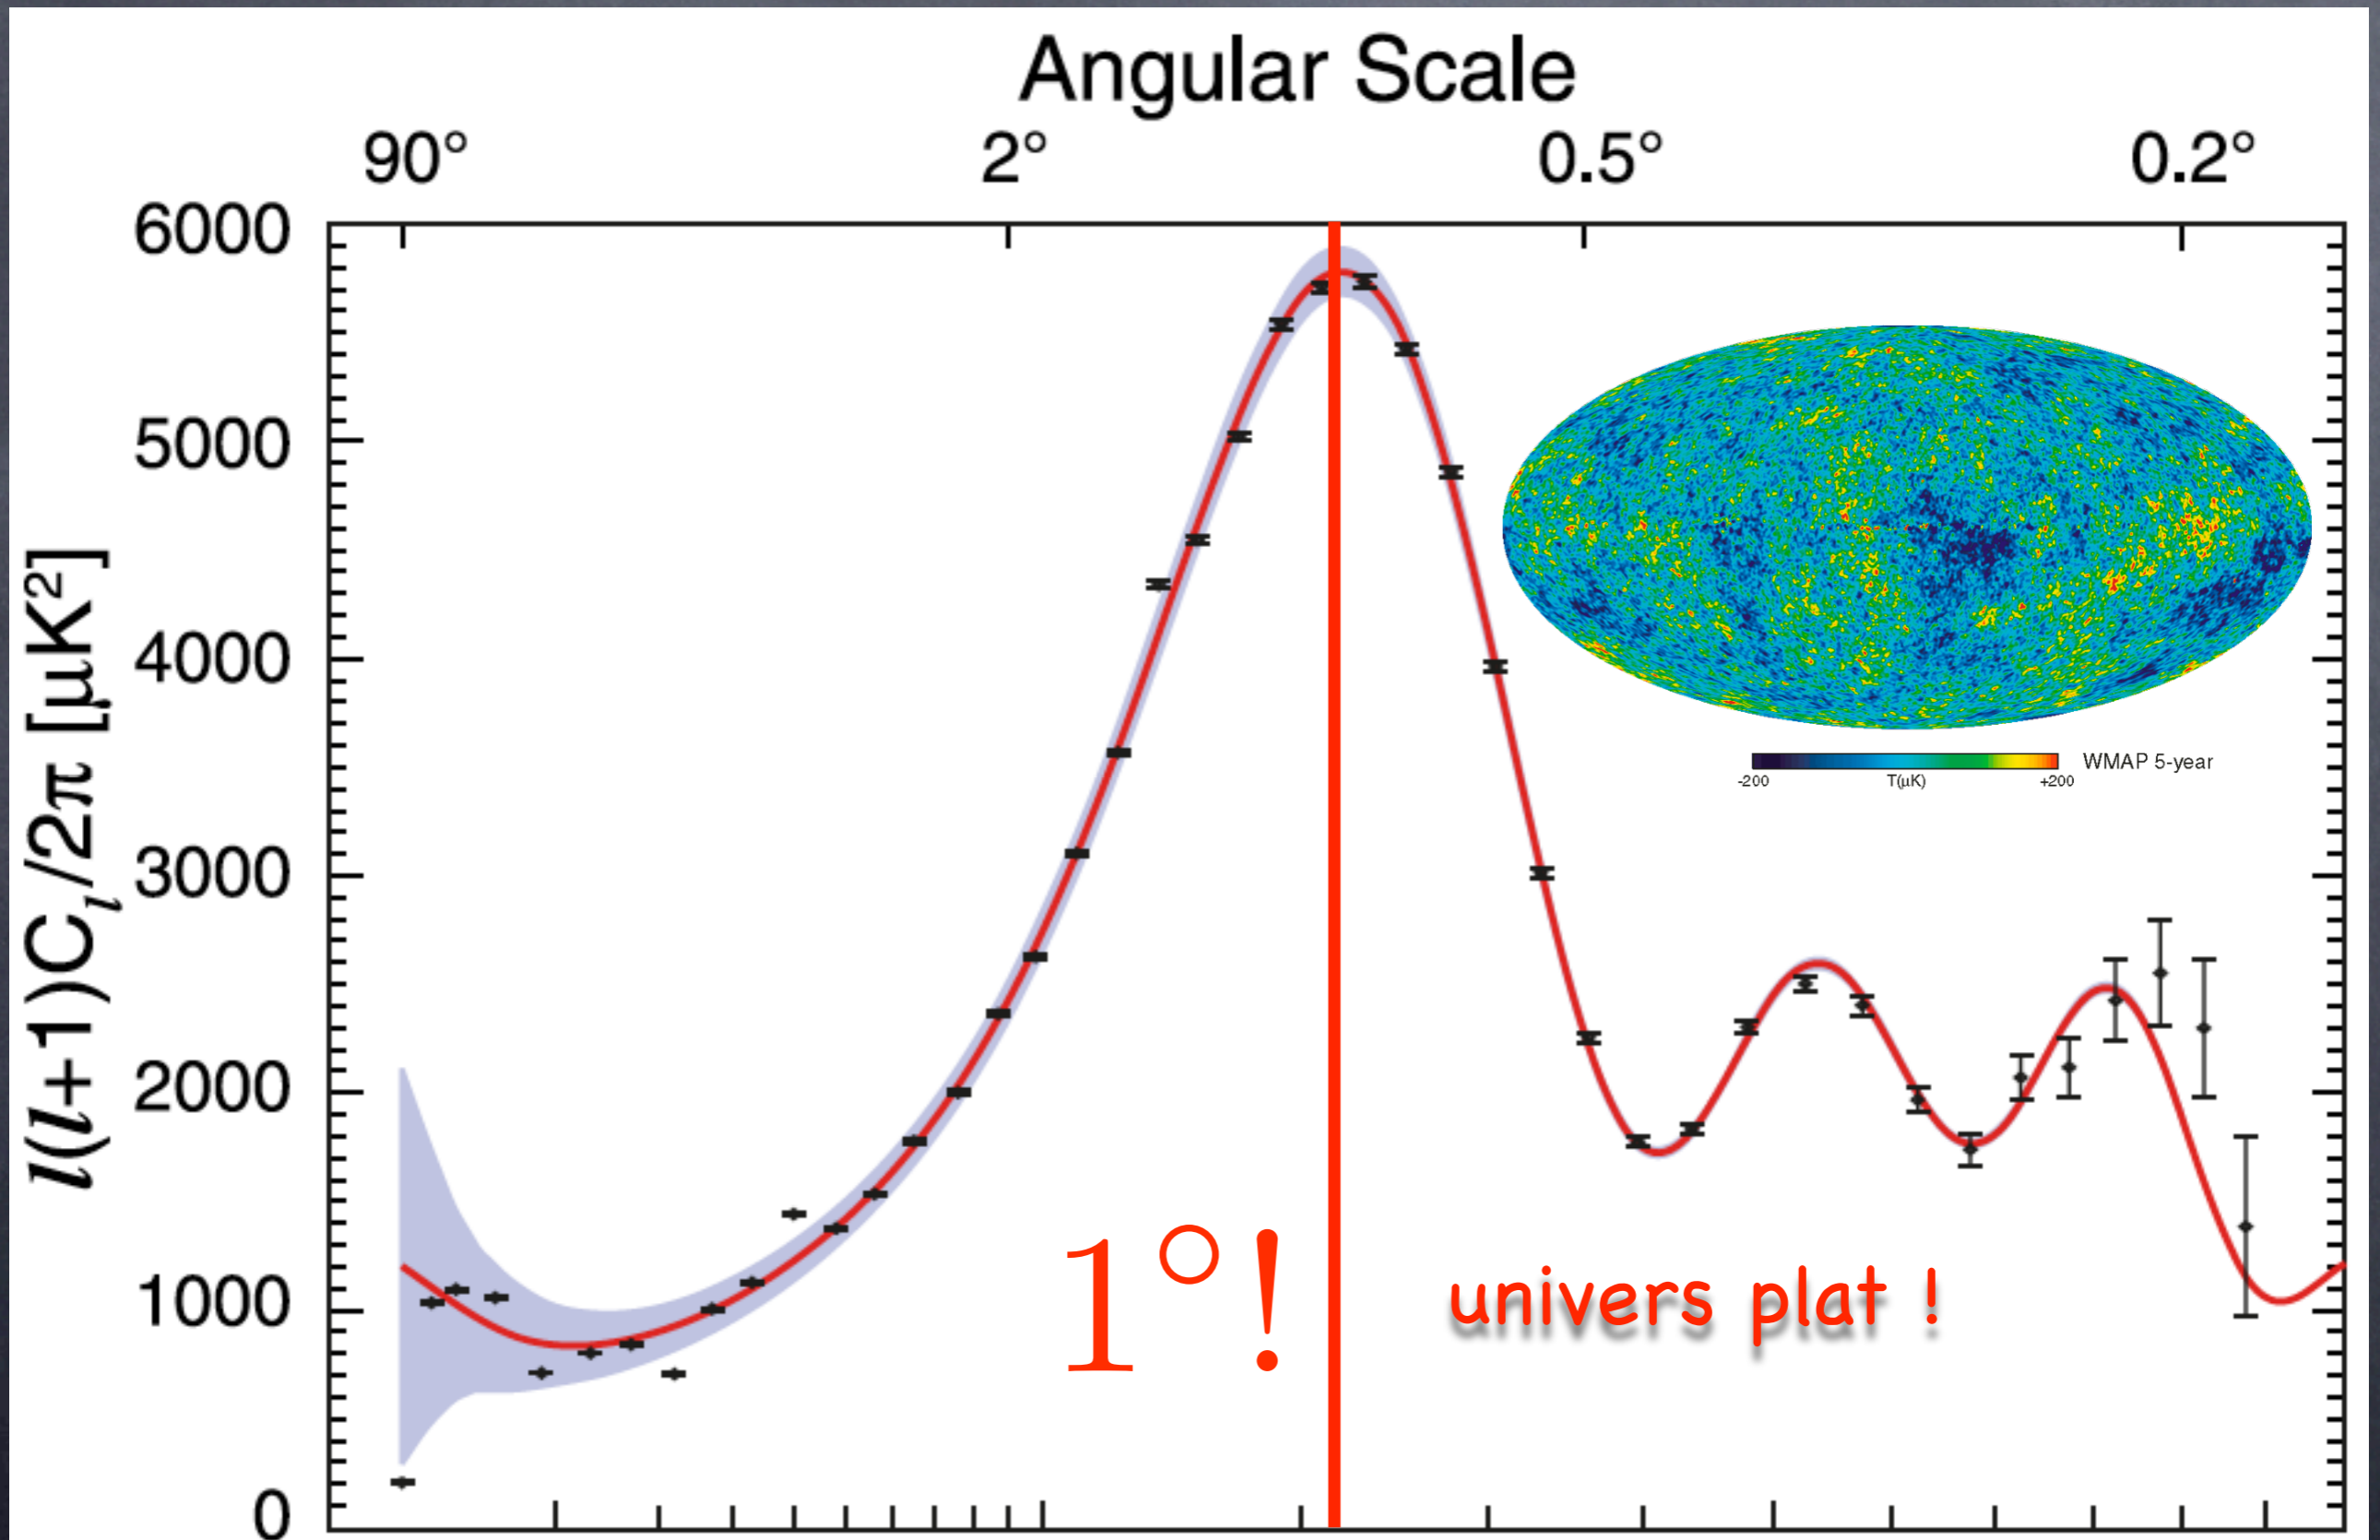 Angular Scale
90° 2° 0.5° 0.2°
6000
5000
4000
3000
2000
1000
0
l(l+1)Cl/2π [μK²]
-200 T(μK) +200 WMAP 5-year
1°!
univers plat !